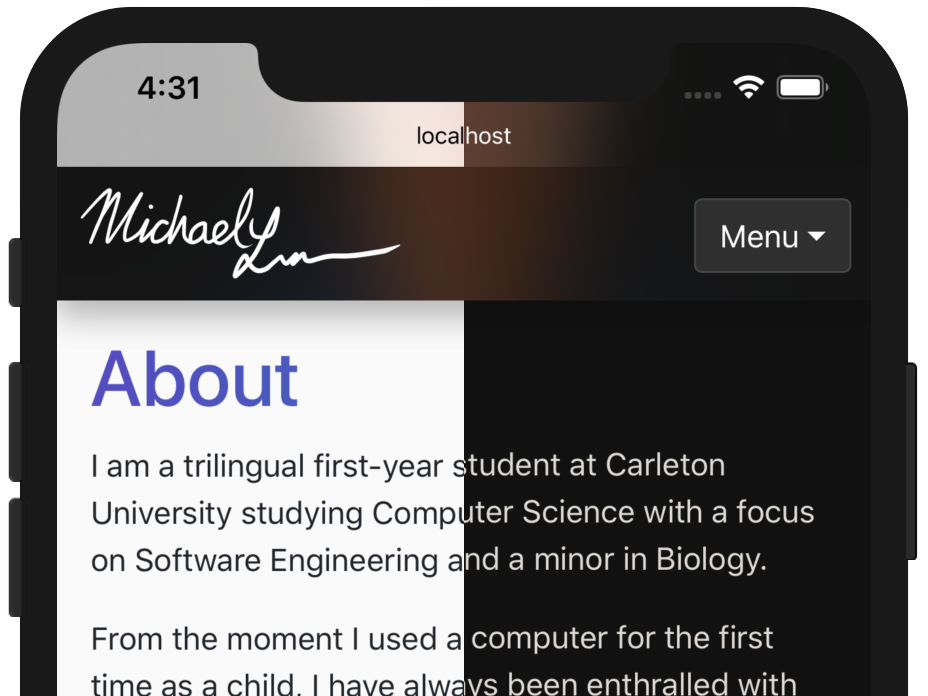 4:31
localhost
Michael Lnn
Menu
About
I am a trilingual first-year student at Carleton
University studying Computer Science with a focus
on Software Engineering and a minor in Biology.
From the moment I used a computer for the first
time as a child, I have always been enthralled with